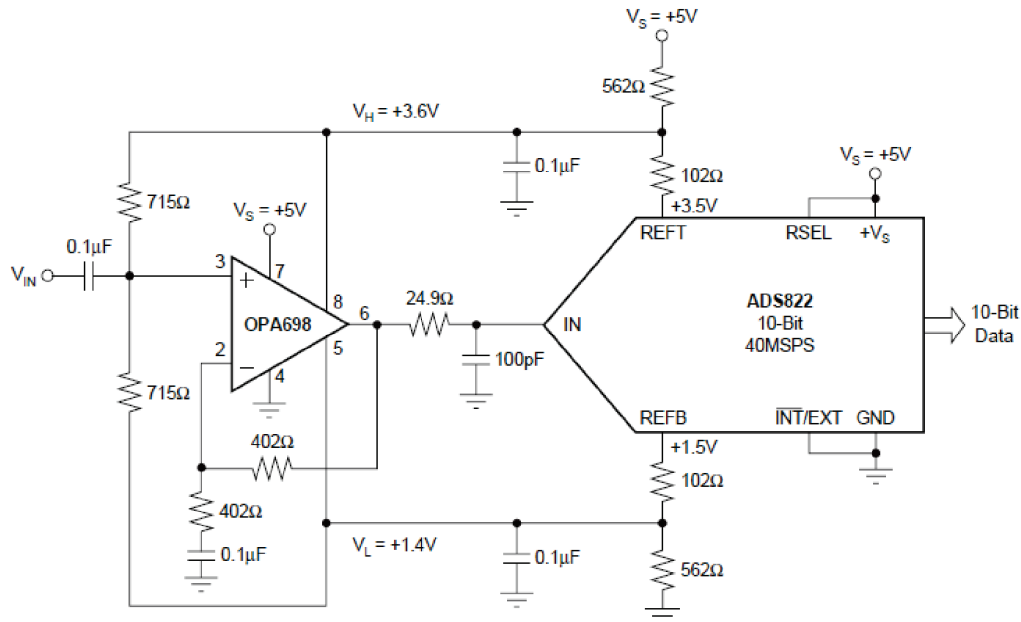 V_S = +5V
562Ω
V_H = +3.6V
0.1µF
102Ω
V_S = +5V
715Ω
V_S = +5V
+3.5V
REFT
RSEL
+V_S
0.1µF
V_IN
3
+
7
8
OPA698
6
24.9Ω
IN
ADS822
10-Bit
40MSPS
10-Bit
Data
5
2
−
4
100pF
715Ω
REFB
INT/EXT
GND
+1.5V
402Ω
102Ω
402Ω
V_L = +1.4V
0.1µF
0.1µF
562Ω